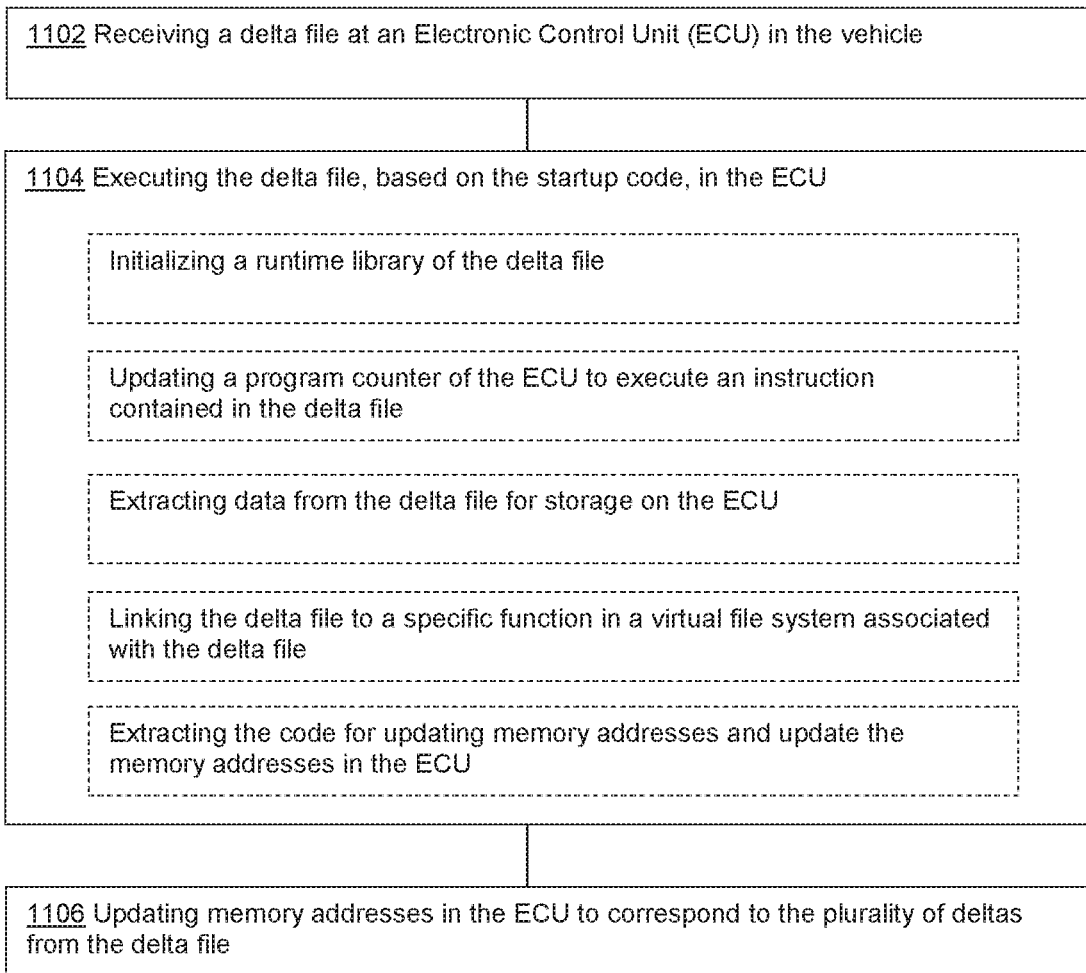 1102 Receiving a delta file at an Electronic Control Unit (ECU) in the vehicle
1104 Executing the delta file, based on the startup code, in the ECU
Initializing a runtime library of the delta file
Updating a program counter of the ECU to execute an instruction
contained in the delta file
Extracting data from the delta file for storage on the ECU
Linking the delta file to a specific function in a virtual file system associated
with the delta file
Extracting the code for updating memory addresses and update the
memory addresses in the ECU
1106 Updating memory addresses in the ECU to correspond to the plurality of deltas
from the delta file